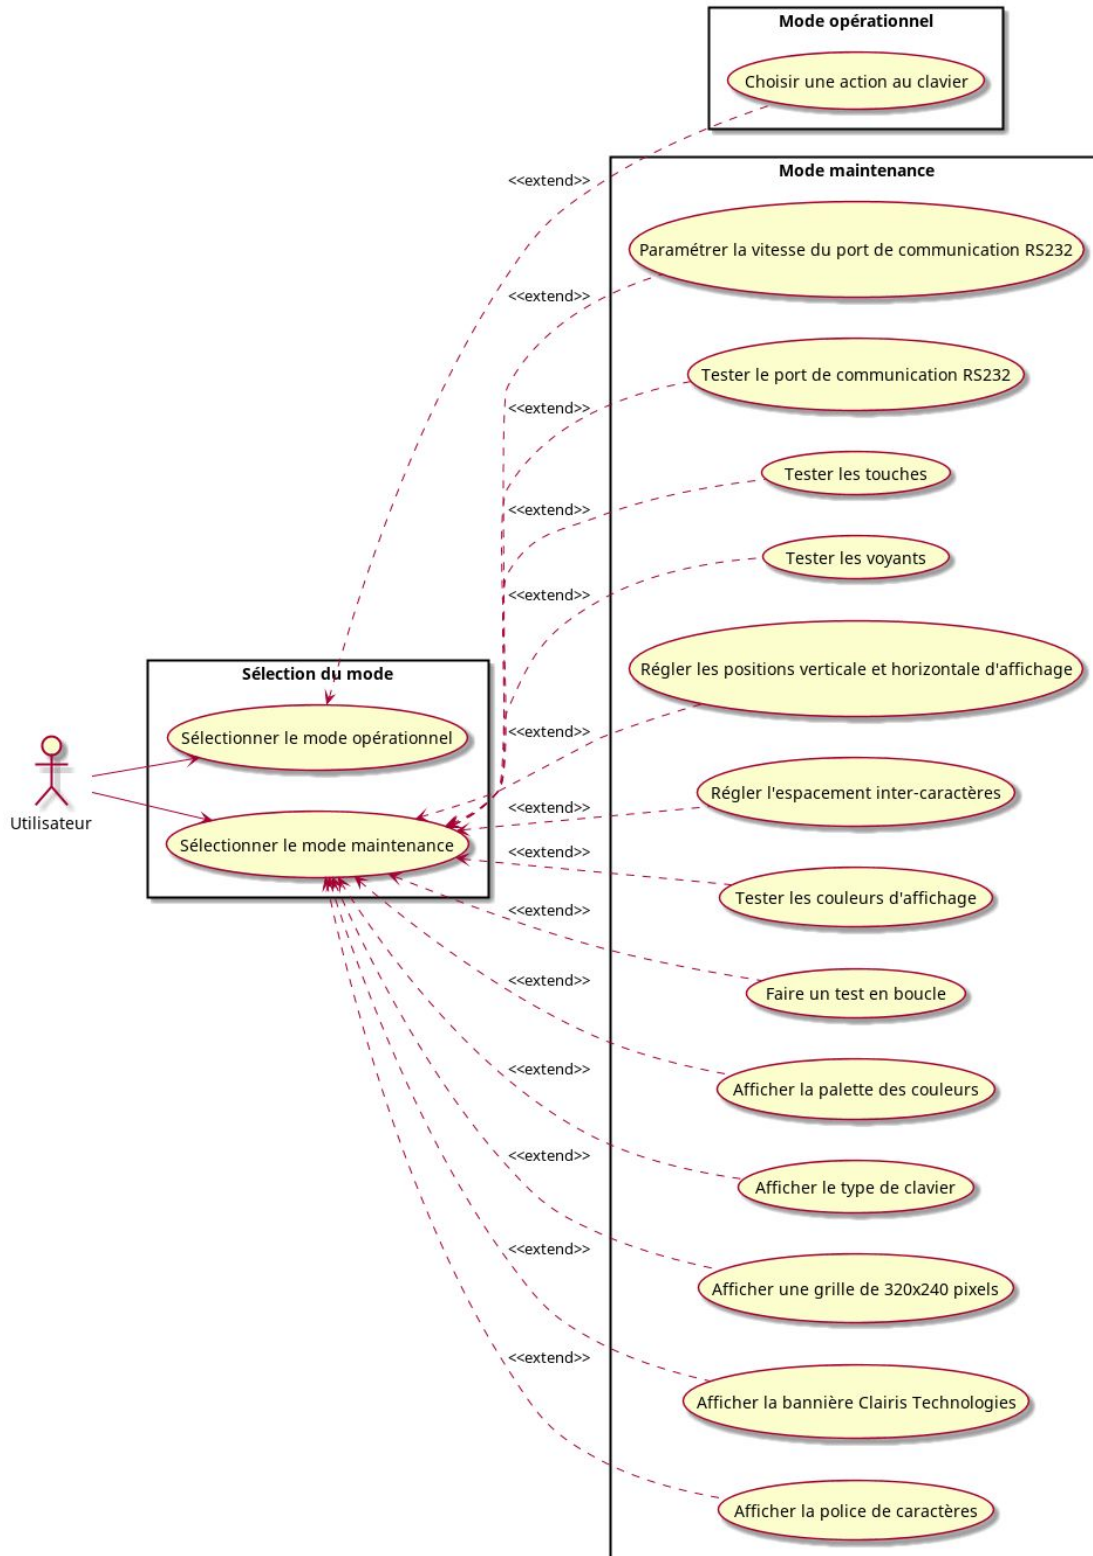 Mode opérationnel
Choisir une action au clavier
<<extend>>
Mode maintenance
Paramétrer la vitesse du port de communication RS232
<<extend>>
Tester le port de communication RS232
<<extend>>
Tester les touches
<<extend>>
Tester les voyants
<<extend>>
Régler les positions verticale et horizontale d'affichage
<<extend>>
Sélection du mode
Sélectionner le mode opérationnel
Utilisateur
Sélectionner le mode maintenance
Régler l'espacement inter-caractères
<<extend>>
<<extend>>
Tester les couleurs d'affichage
<<extend>>
Faire un test en boucle
<<extend>>
Afficher la palette des couleurs
<<extend>>
Afficher le type de clavier
<<extend>>
Afficher une grille de 320x240 pixels
<<extend>>
Afficher la bannière Clairis Technologies
<<extend>>
Afficher la police de caractères